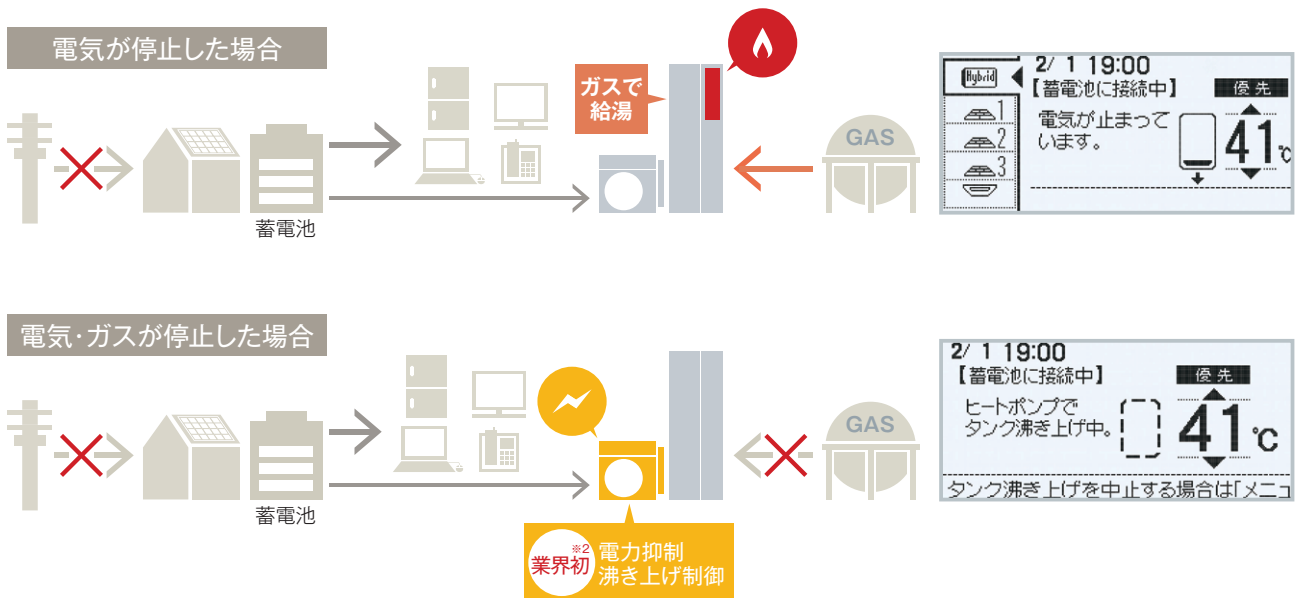 電気が停止した場合
ガスで
給湯
GAS
蓄電池
Hybrid
1
2
3
2/ 1 19:00
【蓄電池に接続中】
優先
電気が止まって
います。
41℃
電気・ガスが停止した場合
GAS
蓄電池
※2
業界初
電力抑制
沸き上げ制御
2/ 1 19:00
【蓄電池に接続中】
優先
ヒートポンプで
タンク沸き上げ中。
41℃
タンク沸き上げを中止する場合は「メニュ